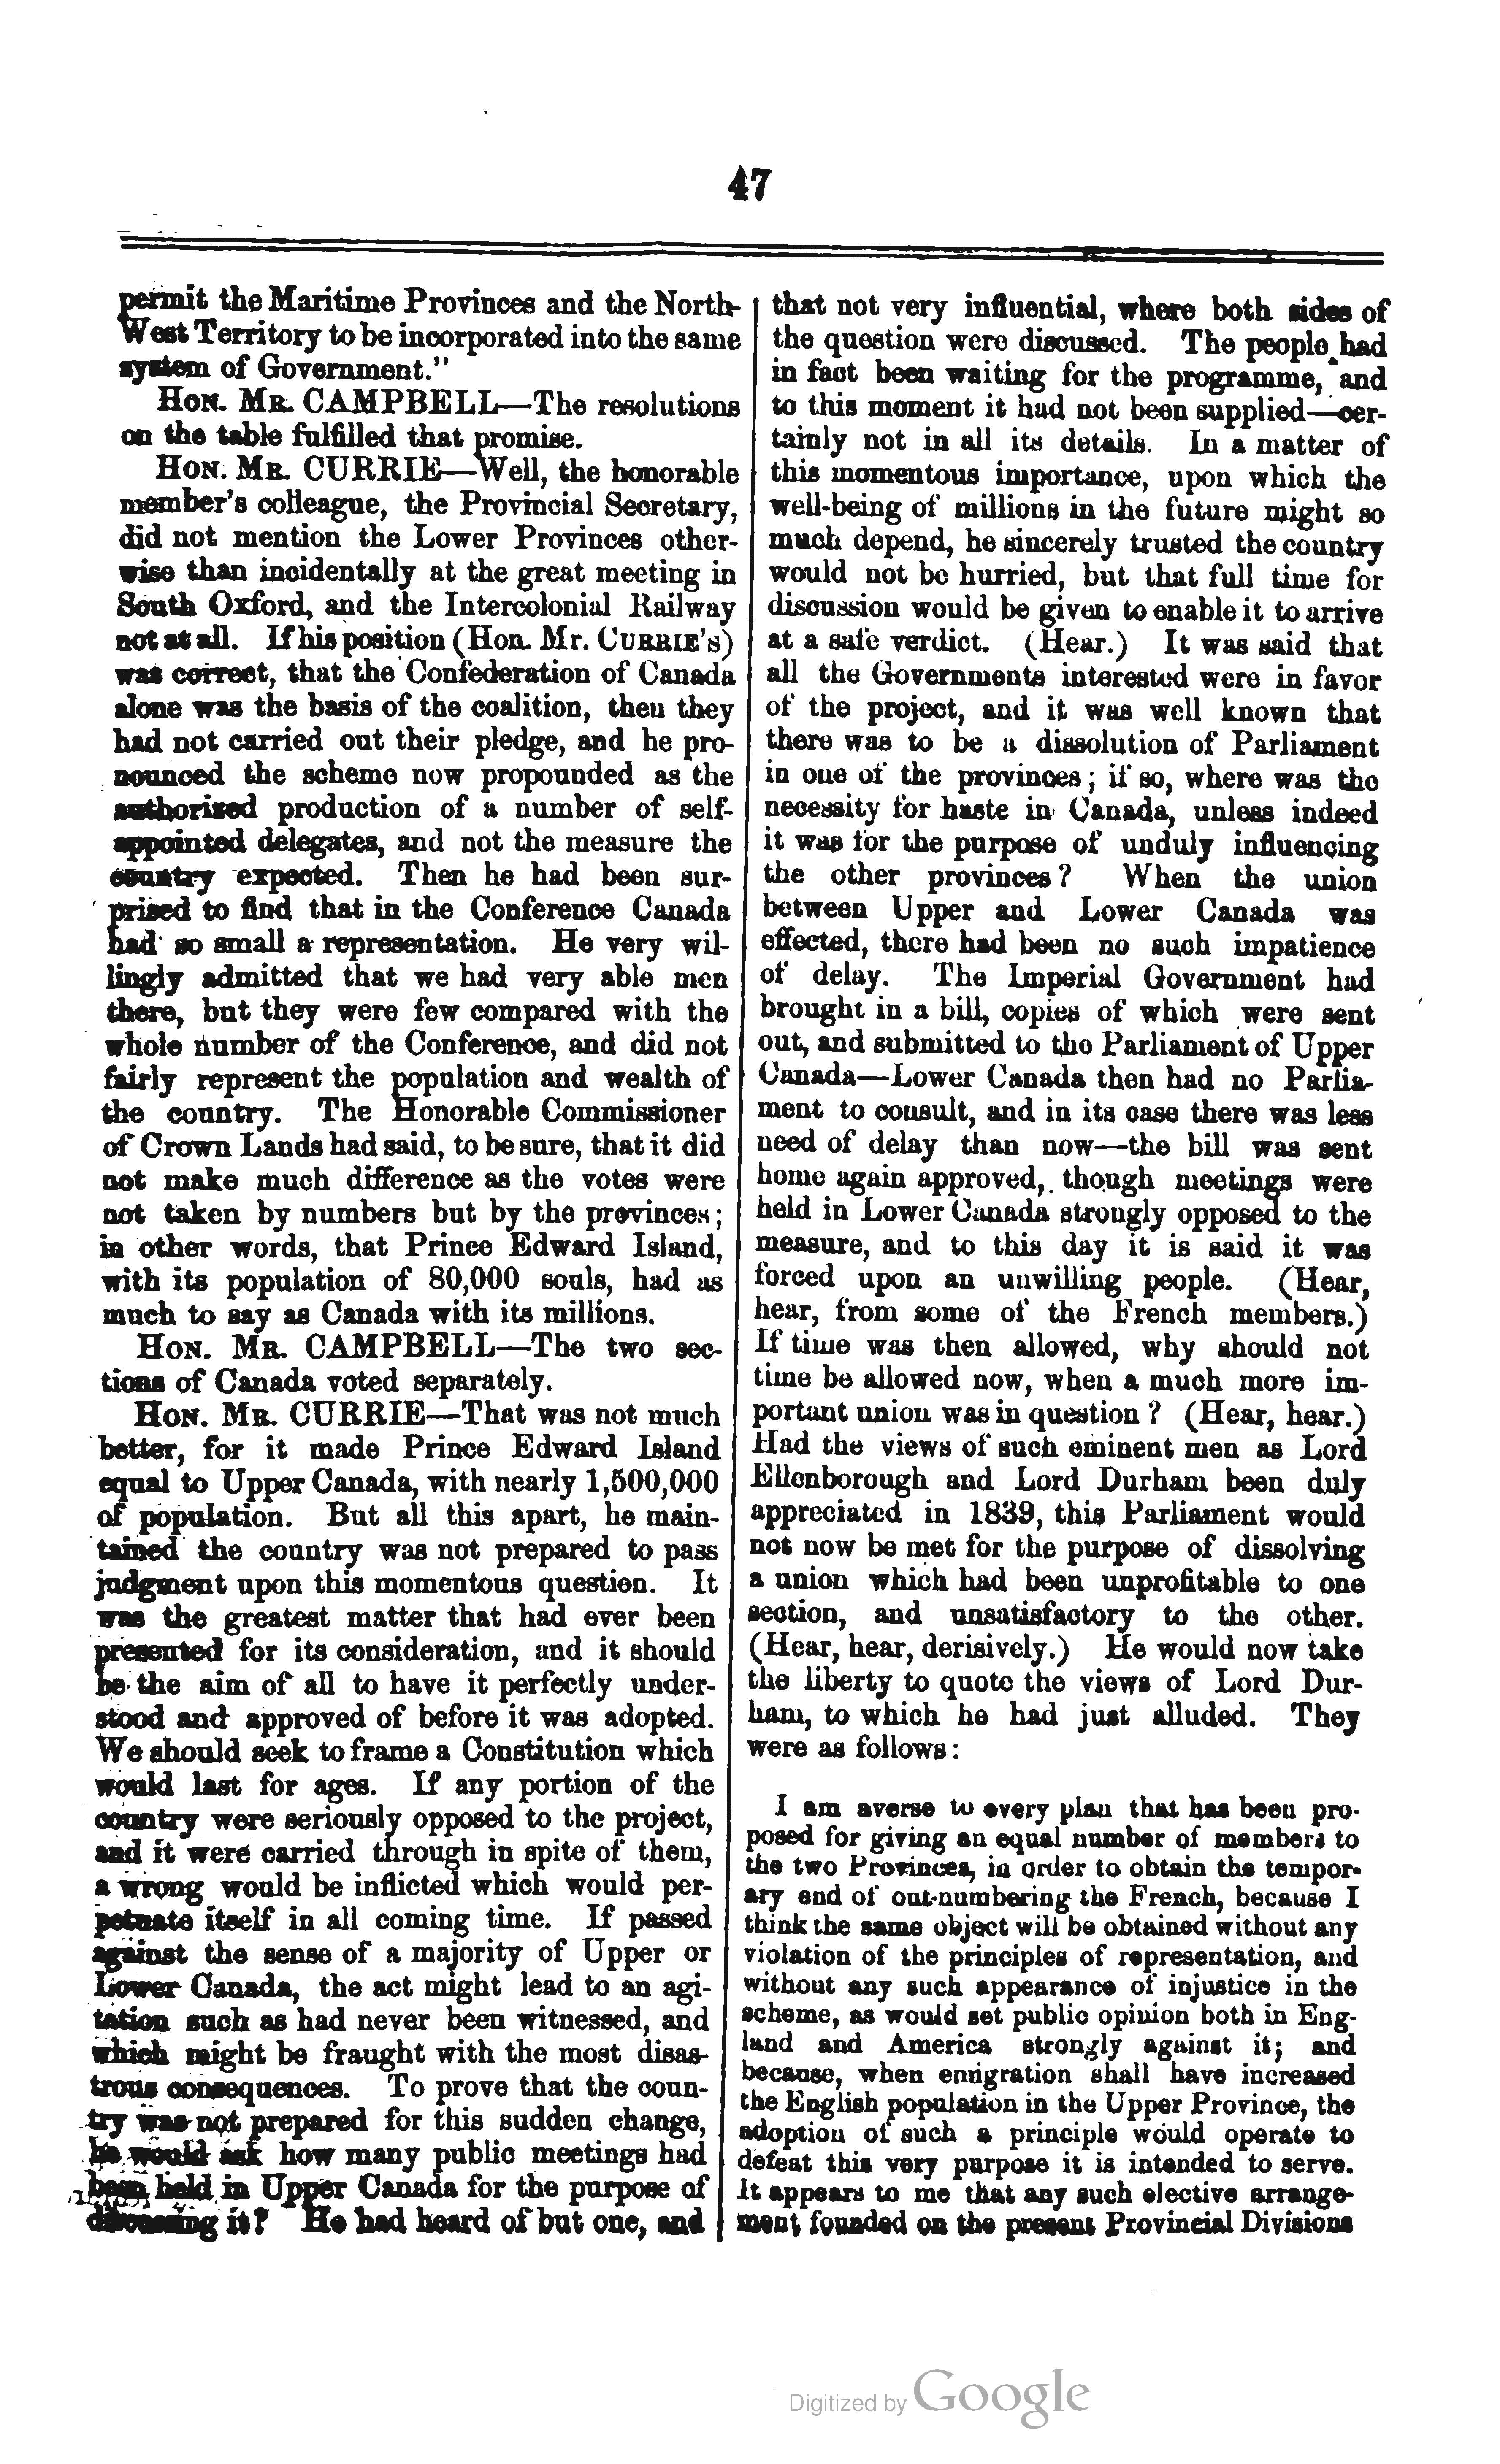 47
permit the Maritime Provinces and the North-
West Territory to be incorporated into the same
system of Government."
HON. MR. CAMPBELL—The resolutions
on the table fulfilled that promise.
HON. MR. CURRIE—Well, the honorable
member's colleague, the Provincial Secretary,
did not mention the Lower Provinces other-
wise than incidentally at the great meeting in
South Oxford, and the Intercolonial Railway
not at all. If his position (Hon. Mr. CURRIE'S)
was correct, that the Confederation of Canada
alone was the basis of the coalition, then they
had not carried out their pledge, and he pro-
nounced the scheme now propounded as the
authorized production of a number of self-
appointed delegates, and not the measure the
country expected. Then he had been sur-
prised to find that in the Conference Canada
had so small a representation. He very wil-
lingly admitted that we had very able men
there, but they were few compared with the
whole number of the Conference, and did not
fairly represent the population and wealth of
the country. The Honorable Commissioner
of Crown Lands had said, to be sure, that it did
not make much difference as the votes were
not taken by numbers but by the provinces;
in other words, that Prince Edward Island,
with its population of 80,000 souls, had as
much to say as Canada with its millions.
HON. MR. CAMPBELL—The two sec-
tions of Canada voted separately.
HON. MR. CURRIE—That was not much
better, for it made Prince Edward Island
equal to Upper Canada, with nearly 1,500,000
of population. But all this apart, he main-
tained the country was not prepared to pass
judgment upon this momentous question. It
was the greatest matter that had ever been
presented for its consideration, and it should
be the aim of all to have it perfectly under-
stood and approved of before it was adopted.
We should seek to frame a Constitution which
would last for ages. If any portion of the
country were seriously opposed to the project,
and it were carried through in spite of them,
a wrong would be inflicted which would per-
petuate itself in all coming time. If passed
against the sense of a majority of Upper or
Lower Canada, the act might lead to an agi-
tation such as had never been witnessed, and
which might be fraught with the most disas-
trous consequences. To prove that the coun-
try was not prepared for this sudden change,
he would ask how many public meetings had
been held in Upper Canada for the purpose of
discussing it? He had heard of but one, and
that not very influential, where both sides of
the question were discussed. The people had
in fact been waiting for the programme, and
to this moment it had not been supplied—cer-
tainly not in all its details. In a matter of
this momentous importance, upon which the
well-being of millions in the future might so
much depend, he sincerely trusted the country
would not be hurried, but that full time for
discussion would be given to enable it to arrive
at a safe verdict. (Hear.) It was said that
all the Governments interested were in favor
of the project, and it was well known that
there was to be a dissolution of Parliament
in one of the provinces; if so, where was the
necessity for haste in Canada, unless indeed
it was for the purpose of unduly influencing
the other provinces? When the union
between Upper and Lower Canada was
effected, there had been no such impatience
of delay. The Imperial Government had
brought in a bill, copies of which were sent
out, and submitted to the Parliament of Upper
Canada—Lower Canada then had no Parlia-
ment to consult, and in its case there was less
need of delay than now—the bill was sent
home again approved, though meetings were
held in Lower Canada strongly opposed to the
measure, and to this day it is said it was
forced upon an unwilling people. (Hear,
hear, from some of the French members.)
If time was then allowed, why should not
time be allowed now, when a much more im-
portant union was in question? (Hear, hear.)
Had the views of such eminent men as Lord
Ellenborough and Lord Durham been duly
appreciated in 1839, this Parliament would
not now be met for the purpose of dissolving
a union which had been unprofitable to one
section, and unsatisfactory to the other.
(Hear, hear, derisively.) He would now take
the liberty to quote the views of Lord Dur-
ham, to which he had just alluded. They
were as follows:
I am averse to every plan that has been pro-
posed for giving an equal number of members to
the two Provinces, in order to obtain the tempor-
ary end of out-numbering the French, because I
think the same object will be obtained without any
violation of the principles of representation, and
without any such appearance of injustice in the
scheme, as would set public opinion both in Eng-
land and America strongly against it; and
because, when emigration shall have increased
the English population in the Upper Province, the
adoption of such a principle would operate to
defeat this very purpose it is intended to serve.
It appears to me that any such elective arrange-
ment founded on the present Provincial Divisions
Digitized by Google